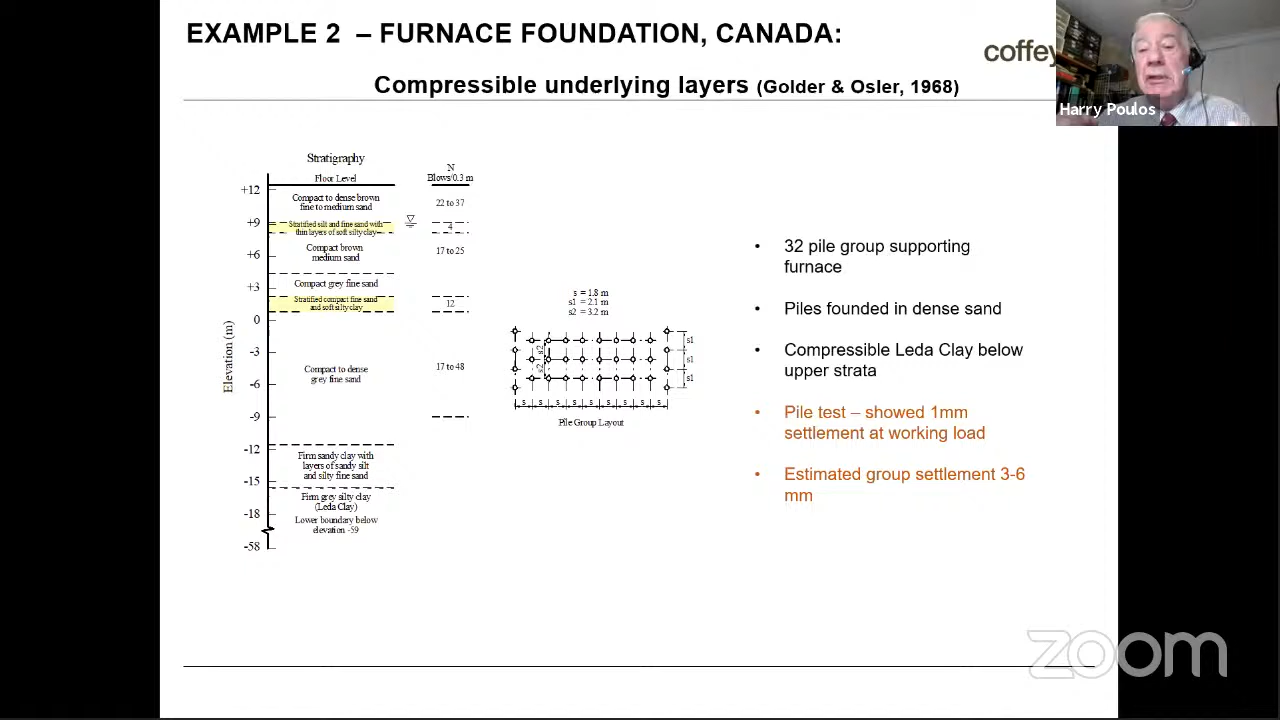 EXAMPLE 2 – FURNACE FOUNDATION, CANADA:
coffey
Compressible underlying layers (Golder & Osler, 1968)
Harry Poulos
Stratigraphy
N
Blows/0.3 m
Floor Level
+12
Compact to dense brown
fine to medium sand
22 to 37
+9
Stratified silt and fine sand with
thin layers of soft silty clay
4
+6
Compact brown
medium sand
17 to 25
+3
Compact grey fine sand
Stratified compact fine sand
and soft silty clay
12
0
-3
Compact to dense
grey fine sand
17 to 48
-6
-9
-12
Firm sandy clay with
layers of sandy silt
and silty fine sand
-15
Firm grey silty clay
(Leda Clay)
-18
Lower boundary below
elevation -59
-58
Elevation (m)
s = 1.8 m
s1 = 2.1 m
s2 = 3.2 m
s1
s1
s1
s2
s2
s s s s s s s s s
Pile Group Layout
• 32 pile group supporting
furnace
• Piles founded in dense sand
• Compressible Leda Clay below
upper strata
• Pile test – showed 1mm
settlement at working load
• Estimated group settlement 3-6
mm
zoom